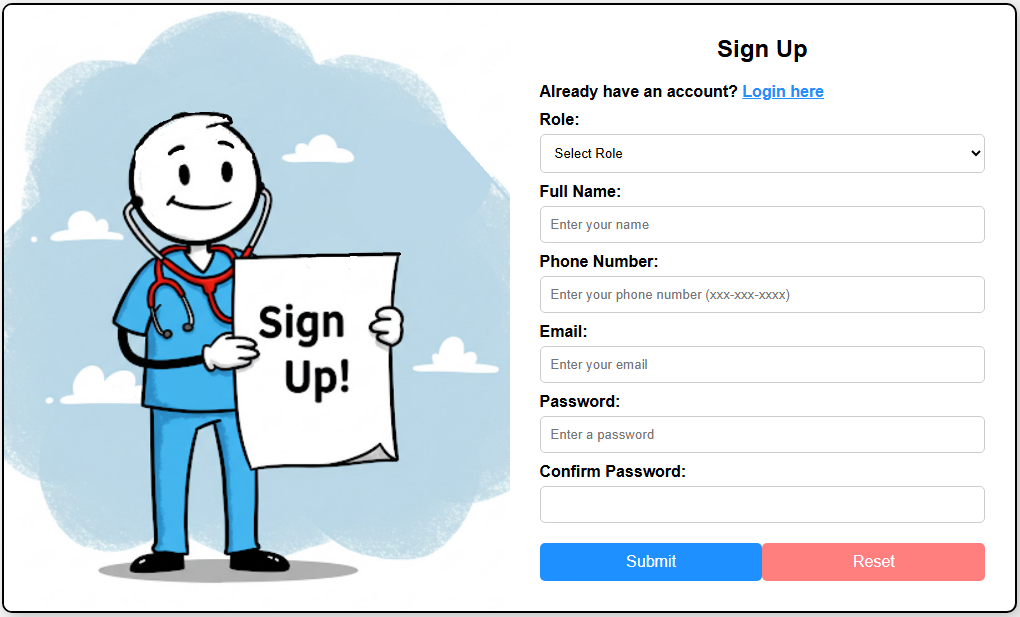 Sign
Up!
Sign Up
Already have an account? Login here
Role:
Select Role
Full Name:
Enter your name
Phone Number:
Enter your phone number (xxx-xxx-xxxx)
Email:
Enter your email
Password:
Enter a password
Confirm Password:
Submit Reset